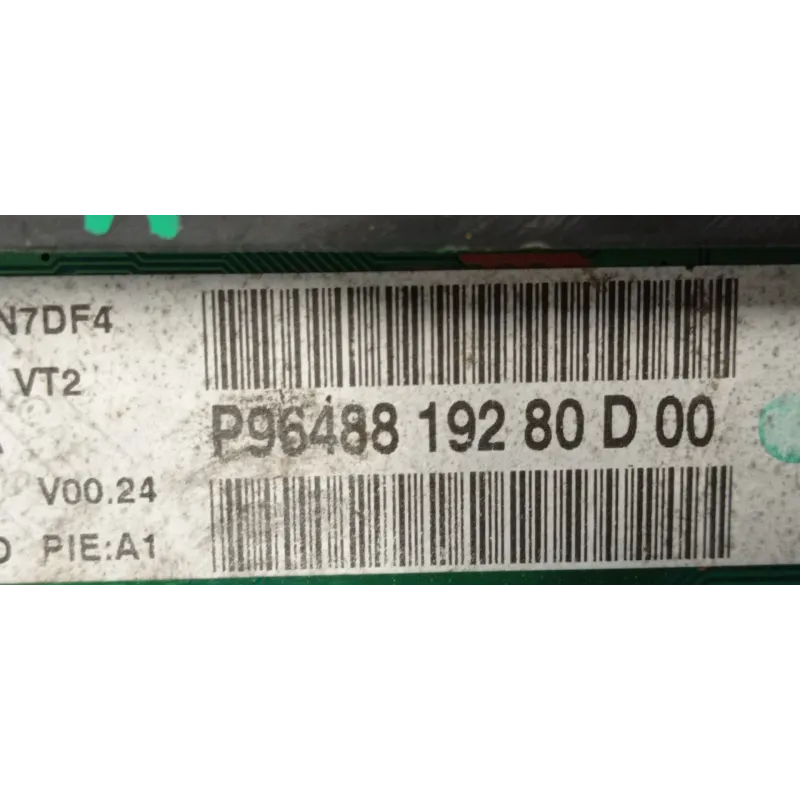 N7DF4
VT2
P96488 192 80 D 00
V00.24
PIE:A1